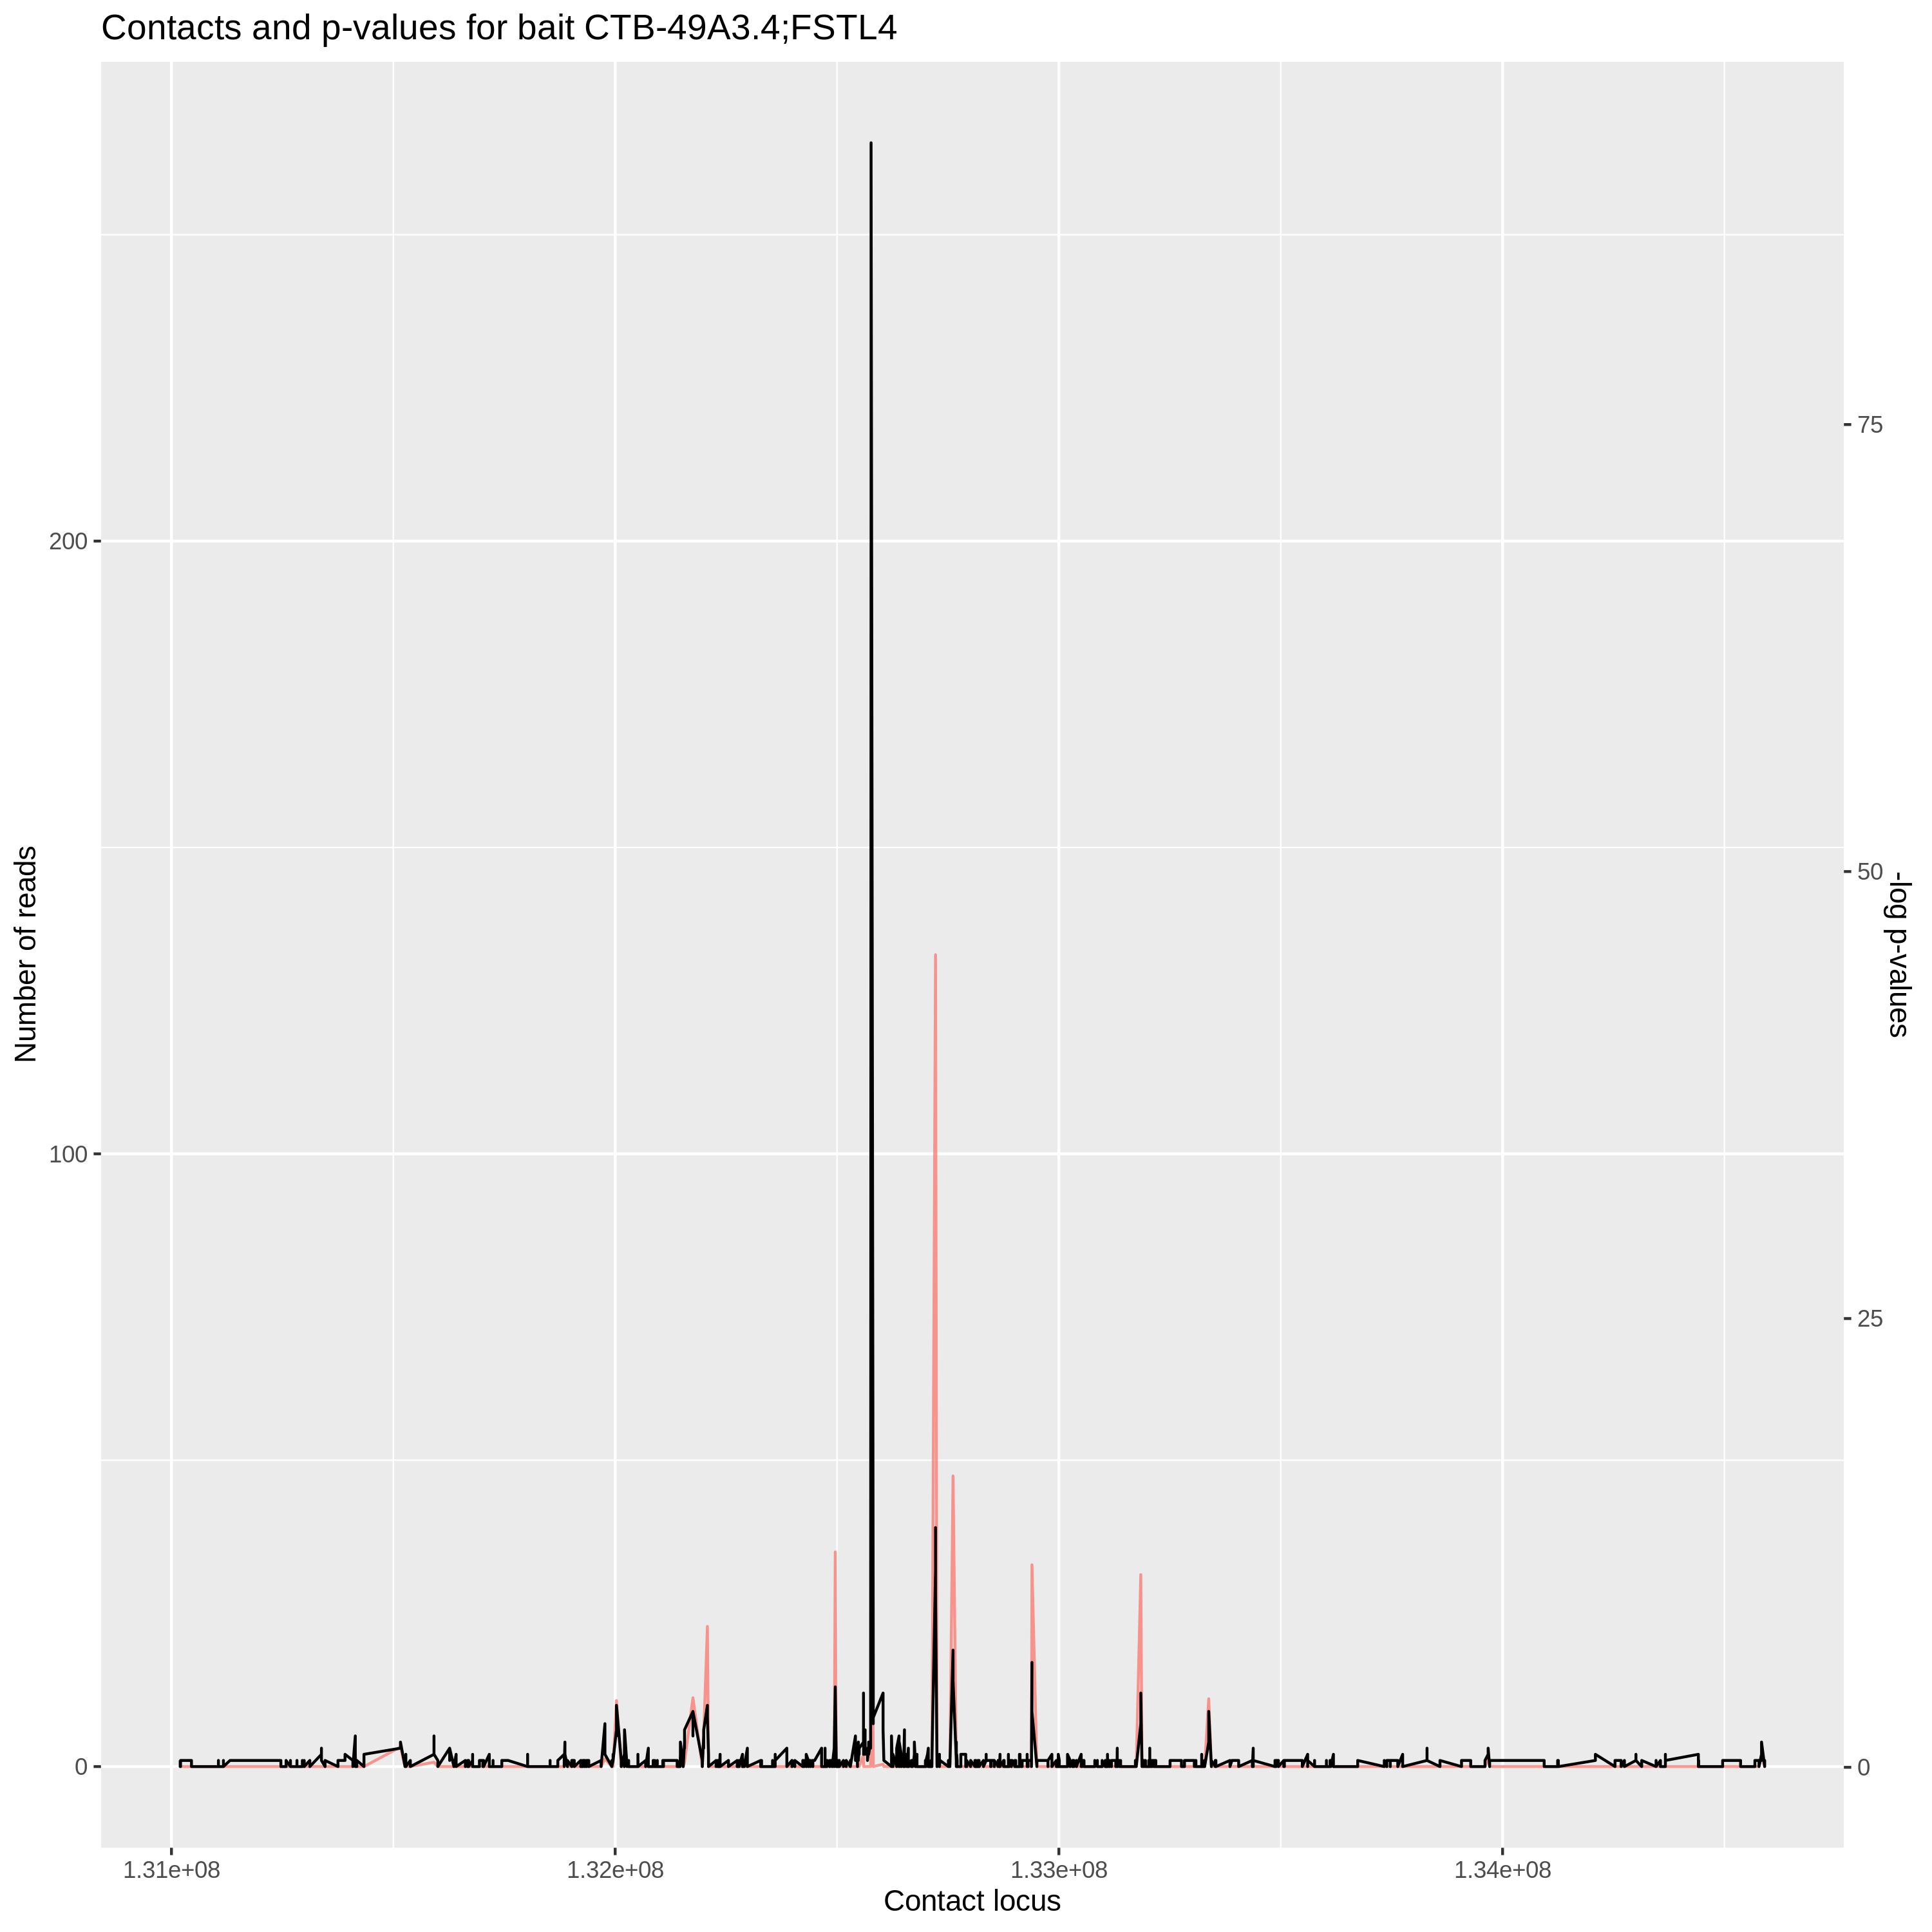 Contacts and p-values for bait CTB-49A3.4;FSTL4
Number of reads
200
100
0
75
50
25
0
-log p-values
1.31e+08
1.32e+08
1.33e+08
1.34e+08
Contact locus